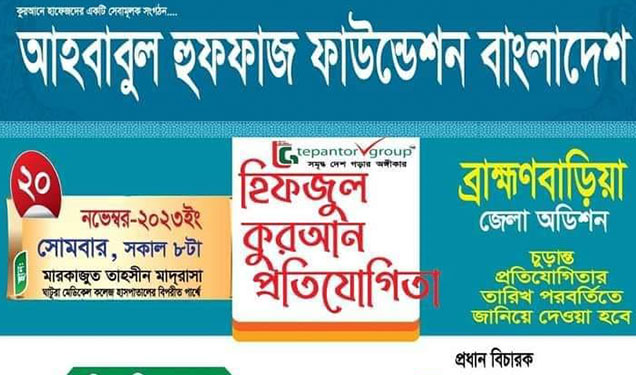 কুরআনে হাফেজদের একটি সেবামূলক সংগঠন....
আহবাবুল হুফফাজ ফাউন্ডেশন বাংলাদেশ
২০
নভেম্বর-২০২৩ইং
সোমবার, সকাল ৮টা
স্থান:
মারকাজুত তাহসীন মাদ্রাসা
ঘাটুরা মেডিকেল কলেজ হাসপাতালের বিপরীত পার্শ্বে
tepantor group
সমৃদ্ধ দেশ গড়ার অঙ্গীকার
হিফজুল
কুরআন
প্রতিযোগিতা
ব্রাহ্মণবাড়িয়া
জেলা অডিশন
চুড়ান্ত
প্রতিযোগিতার
তারিখ পরবর্তিতে
জানিয়ে দেওয়া হবে
প্রধান বিচারক